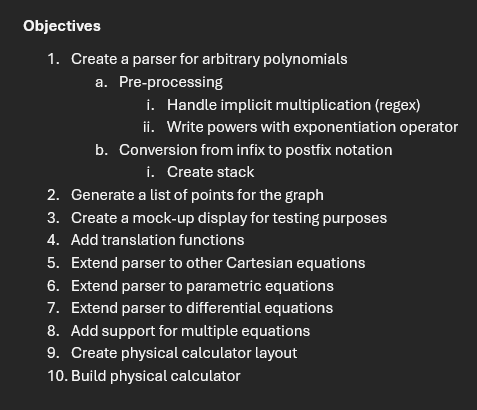 Objectives
1. Create a parser for arbitrary polynomials
a. Pre-processing
i. Handle implicit multiplication (regex)
ii. Write powers with exponentiation operator
b. Conversion from infix to postfix notation
i. Create stack
2. Generate a list of points for the graph
3. Create a mock-up display for testing purposes
4. Add translation functions
5. Extend parser to other Cartesian equations
6. Extend parser to parametric equations
7. Extend parser to differential equations
8. Add support for multiple equations
9. Create physical calculator layout
10. Build physical calculator